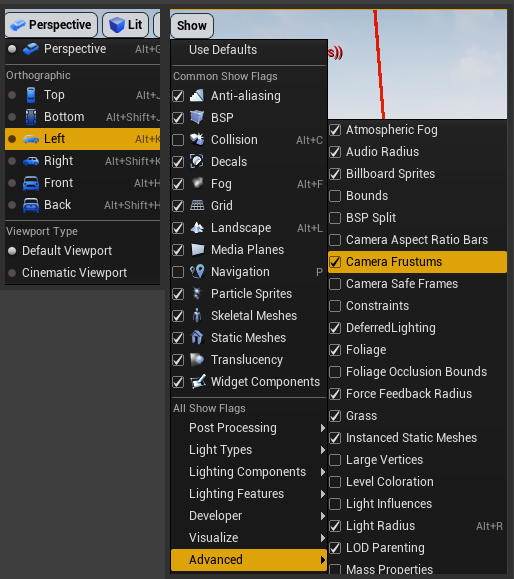 Perspective
Lit
Perspective
Orthographic
Top
Bottom Alt+Shift+J
Left
Right Alt+Shift+K
Front
Back Alt+Shift+H
Viewport Type
Default Viewport
Cinematic Viewport
Show
s))
Use Defaults
Common Show Flags
Anti-aliasing
BSP
Collision Alt+C
Decals
Fog Alt+F
Grid
Landscape Alt+L
Media Planes
Navigation P
Particle Sprites
Skeletal Meshes
Static Meshes
Translucency
Widget Components
All Show Flags
Post Processing
Light Types
Lighting Components
Lighting Features
Developer
Visualize
Advanced
Atmospheric Fog
Audio Radius
Billboard Sprites
Bounds
BSP Split
Camera Aspect Ratio Bars
Camera Frustums
Camera Safe Frames
Constraints
DeferredLighting
Foliage
Foliage Occlusion Bounds
Force Feedback Radius
Grass
Instanced Static Meshes
Large Vertices
Level Coloration
Light Influences
Light Radius Alt+R
LOD Parenting
Mass Properties